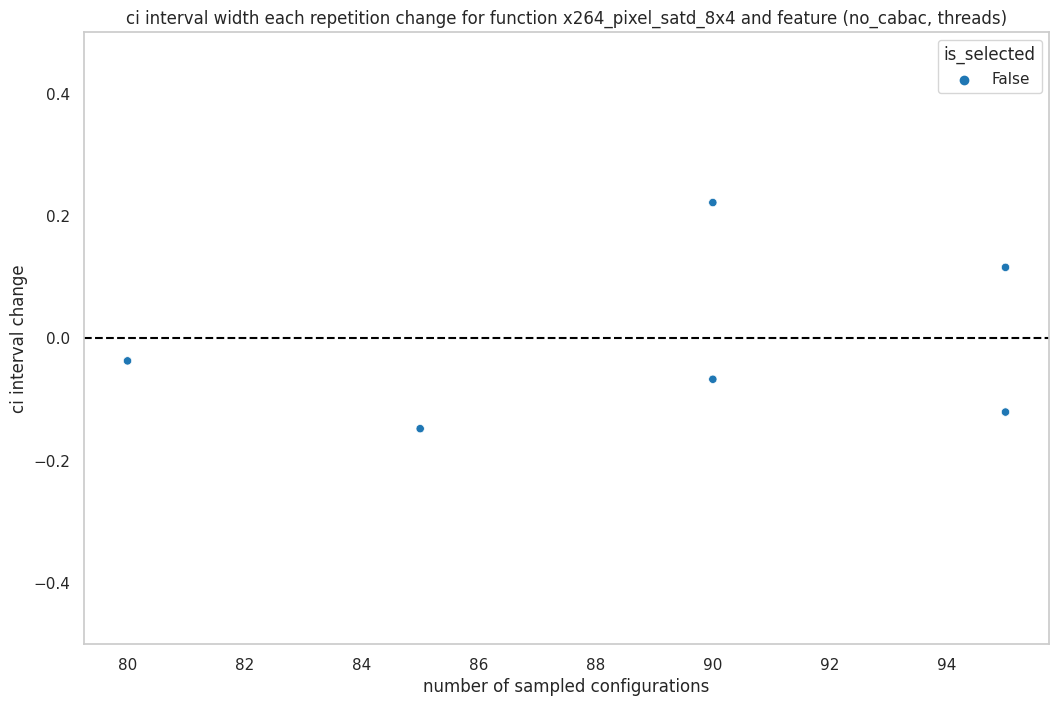 ci interval width each repetition change for function x264_pixel_satd_8x4 and feature (no_cabac, threads)
is_selected
False
ci interval change
0.4
0.2
0.0
−0.2
−0.4
80 82 84 86 88 90 92 94
number of sampled configurations